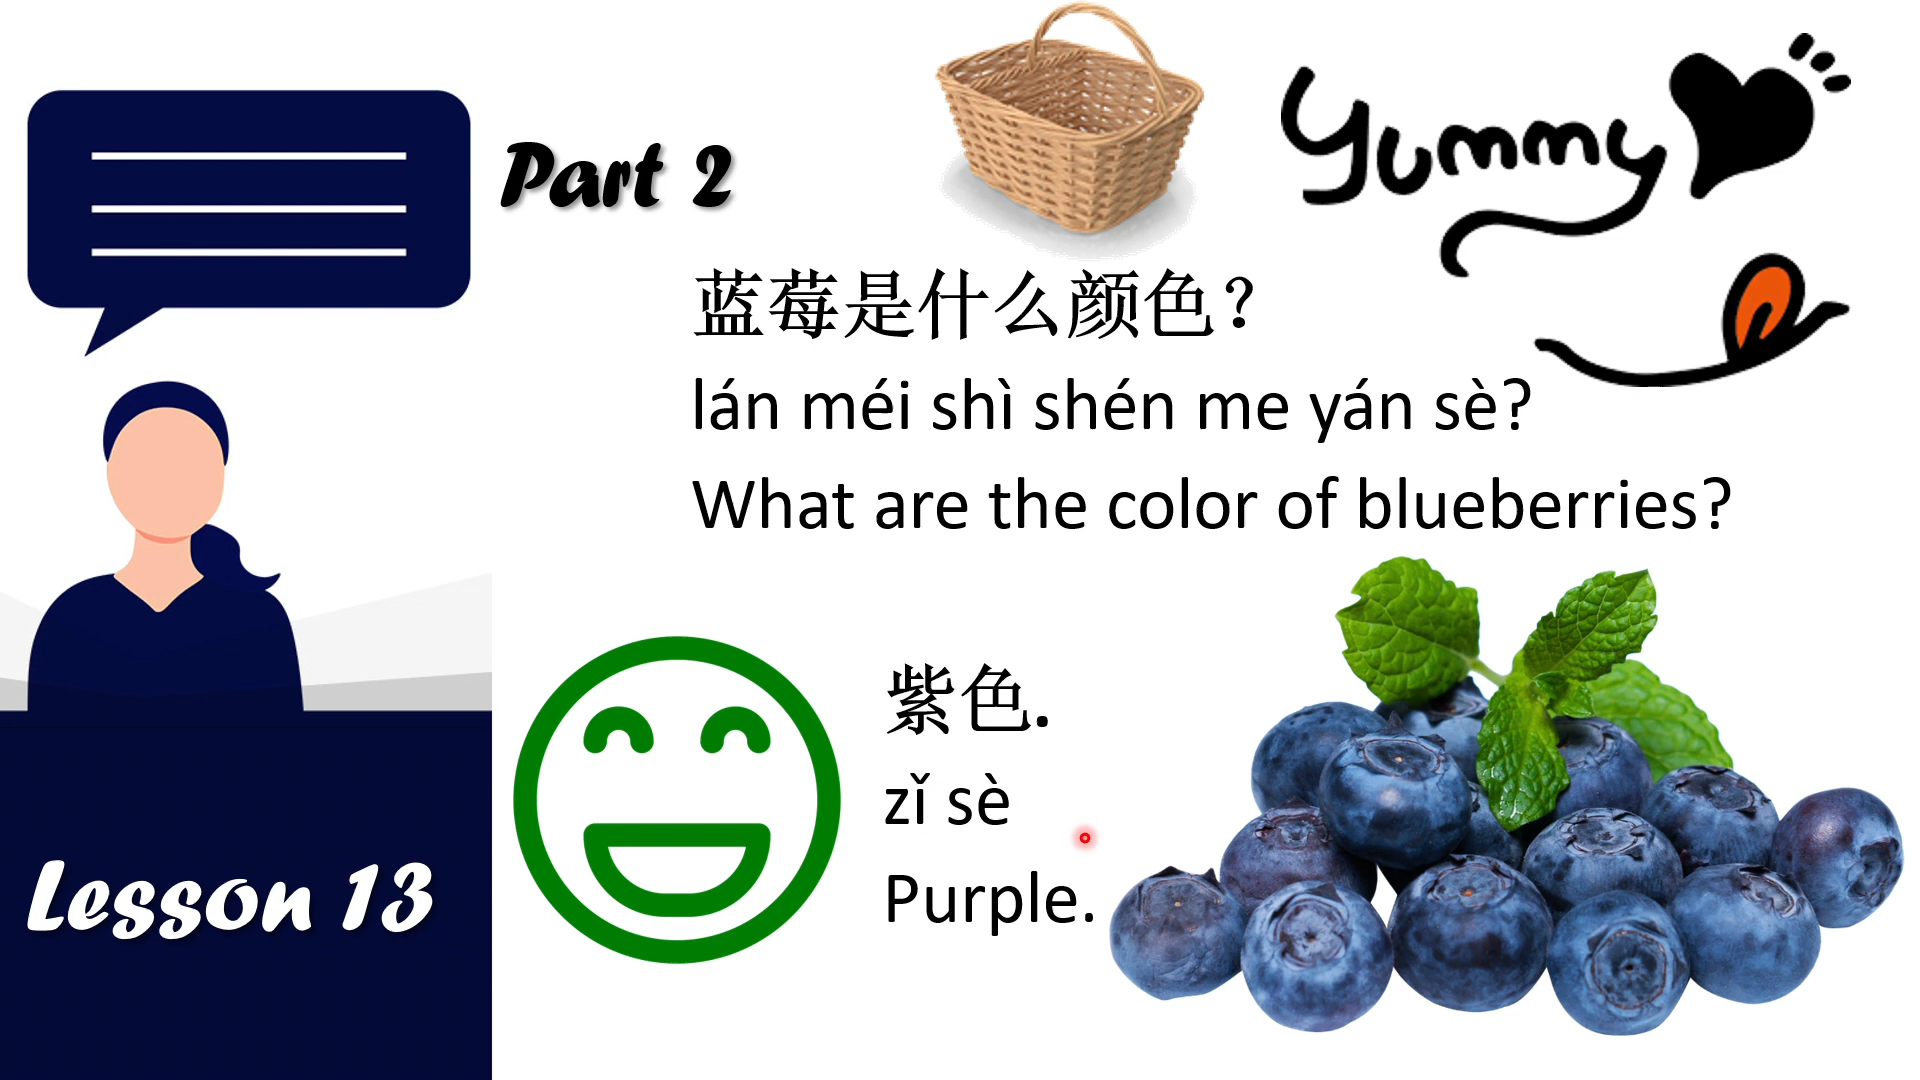 Part 2
yummy
蓝莓是什么颜色？
lán méi shì shén me yán sè?
What are the color of blueberries?
紫色.
zǐ sè
Purple.
Lesson 13